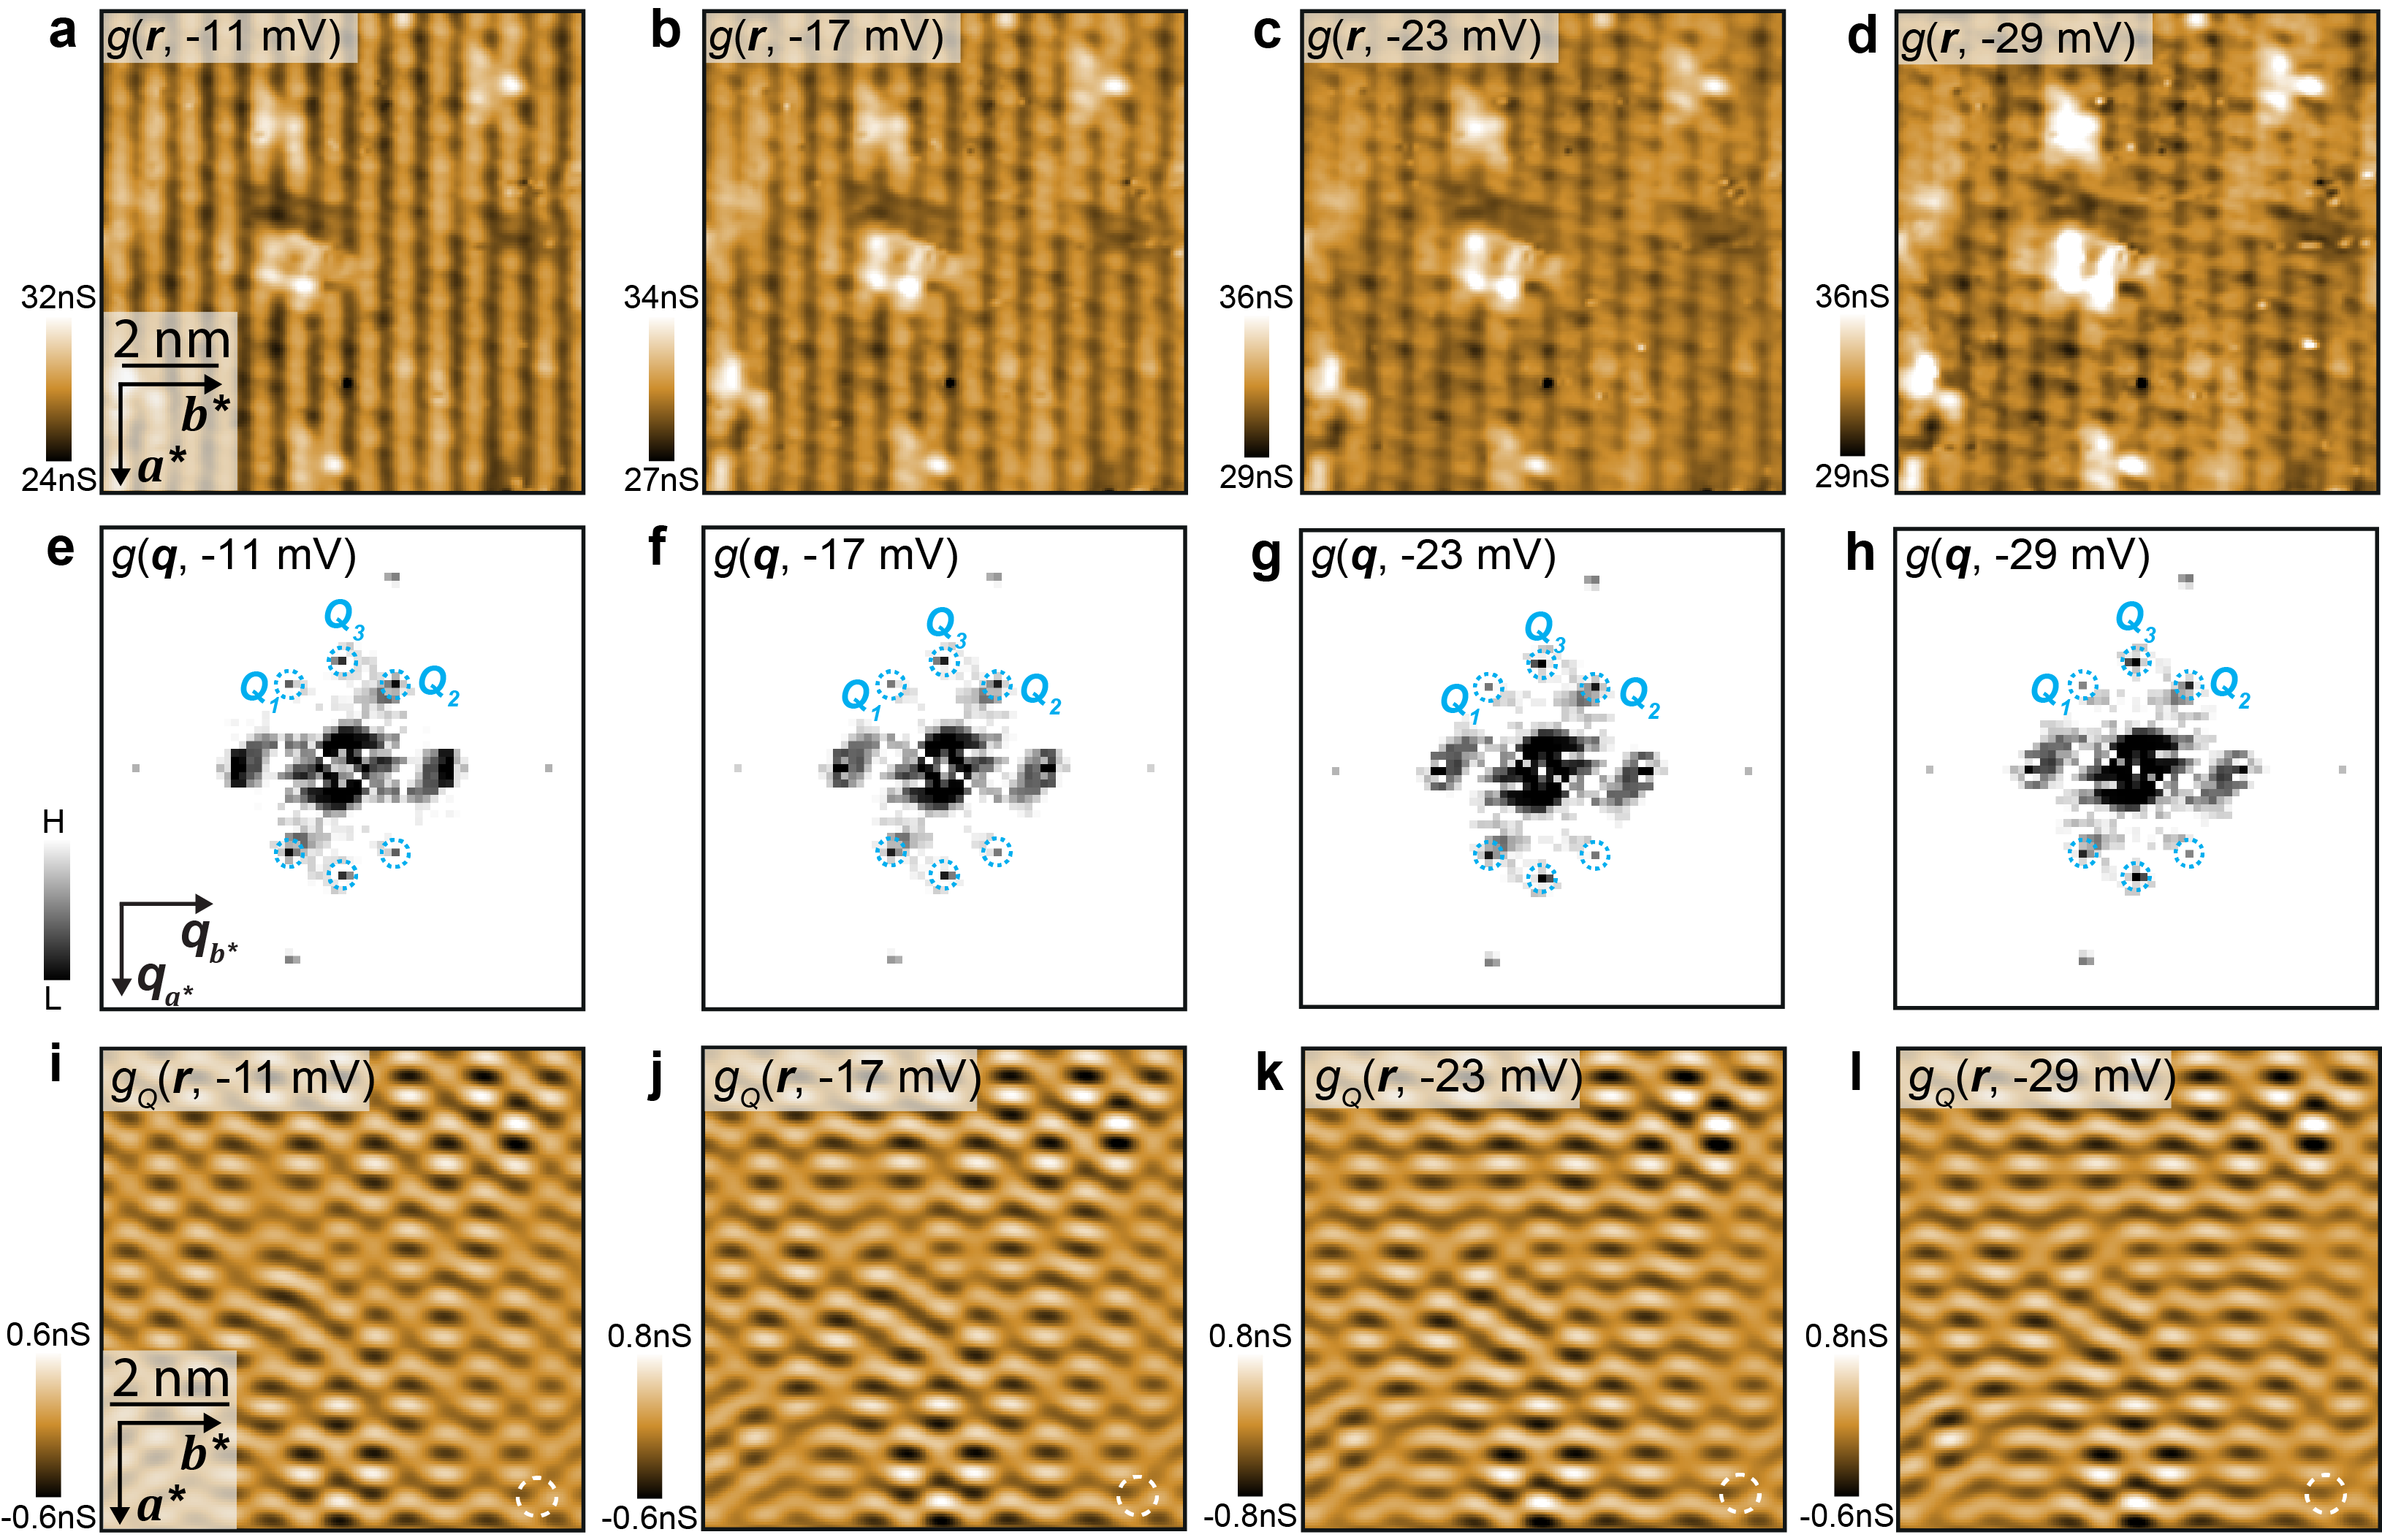 a
g(r, -11 mV)
b
g(r, -17 mV)
c
g(r, -23 mV)
d
g(r, -29 mV)
32nS
24nS
2 nm
b*
a*
34nS
27nS
36nS
29nS
36nS
29nS
e
g(q, -11 mV)
Q3
Q1
Q2
H
L
qb*
qa*
f
g(q, -17 mV)
Q3
Q1
Q2
g
g(q, -23 mV)
Q3
Q1
Q2
h
g(q, -29 mV)
Q3
Q1
Q2
i
gQ(r, -11 mV)
j
gQ(r, -17 mV)
k
gQ(r, -23 mV)
l
gQ(r, -29 mV)
0.6nS
-0.6nS
2 nm
b*
a*
0.8nS
-0.6nS
0.8nS
-0.8nS
0.8nS
-0.6nS